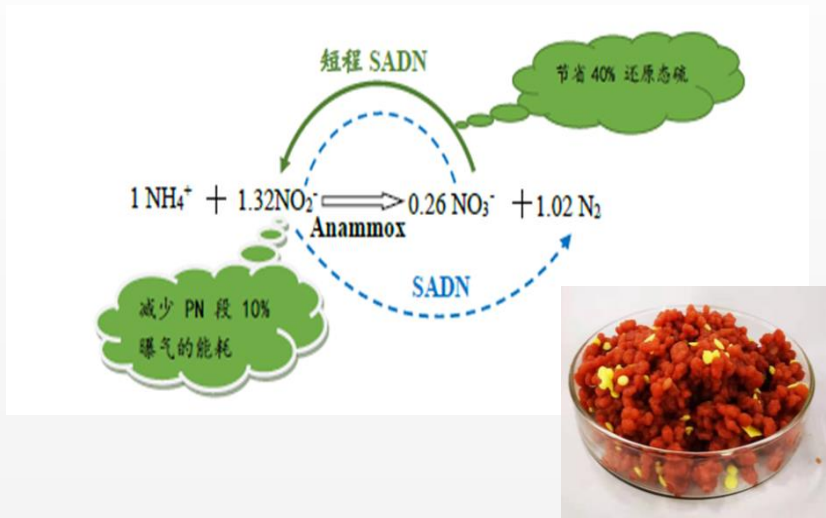 短程 SADN
节省 40% 还原态硫
1 NH₄⁺ + 1.32NO₂⁻ ⟹ 0.26 NO₃⁻ +1.02 N₂
Anammox
SADN
减少 PN 段 10%
曝气的能耗